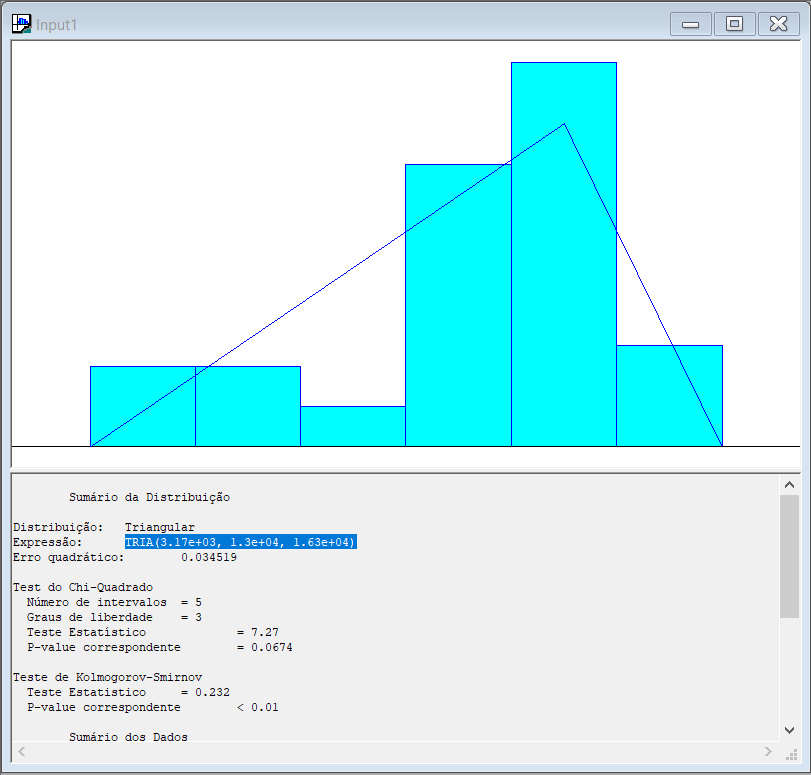 Input1
Sumário da Distribuição
Distribuição: Triangular
Expressão: TRIA(3.17e+03, 1.3e+04, 1.63e+04)
Erro quadrático: 0.034519
Test do Chi-Quadrado
Número de intervalos = 5
Graus de liberdade = 3
Teste Estatístico = 7.27
P-value correspondente = 0.0674
Teste de Kolmogorov-Smirnov
Teste Estatistico = 0.232
P-value correspondente < 0.01
Sumário dos Dados